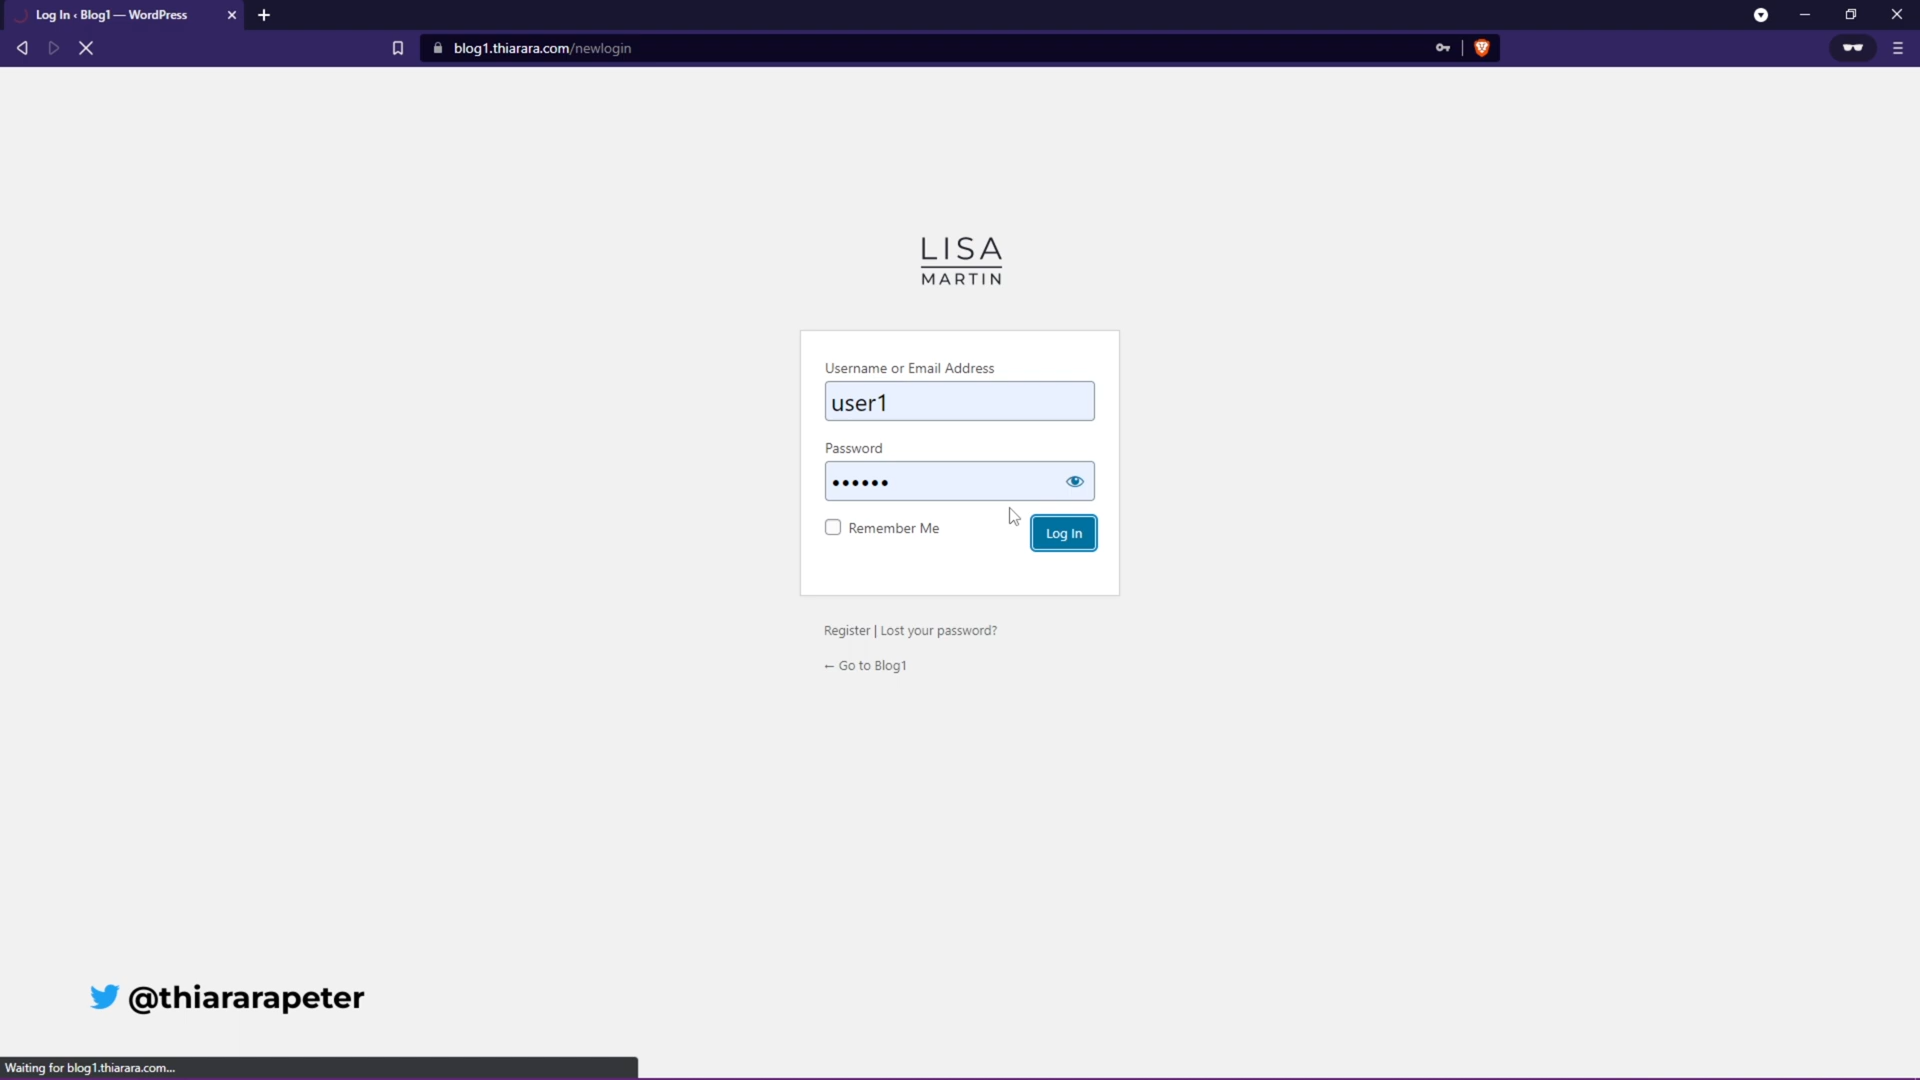 Log In ‹ Blog1 — WordPress
blog1.thiarara.com/newlogin
LISA
MARTIN
Username or Email Address
user1
Password
••••••
Remember Me
Log In
Register | Lost your password?
← Go to Blog1
@thiararapeter
Waiting for blog1.thiarara.com...